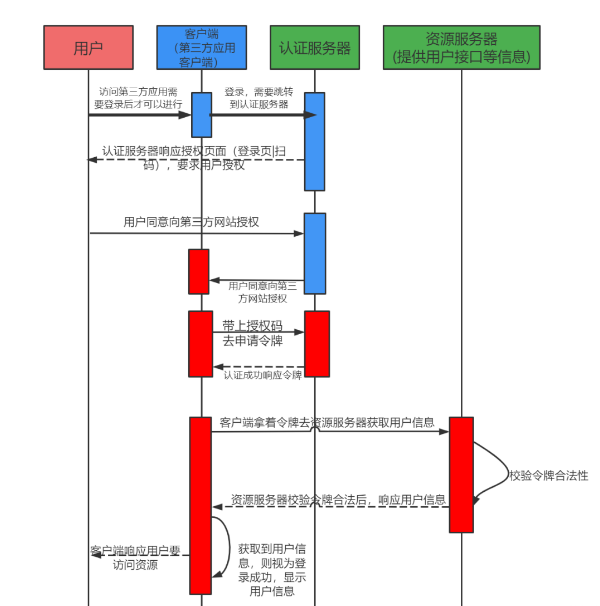 用户
客户端
（第三方应用
客户端）
认证服务器
资源服务器
(提供用户接口等信息)
访问第三方应用需
要登录后才可以进行
登录，需要跳转
到认证服务器
认证服务器响应授权页面（登录页|扫
码），要求用户授权
用户同意向第三方网站授权
用户同意向第三
方网站授权
带上授权码
去申请令牌
认证成功响应令牌
客户端拿着令牌去资源服务器获取用户信息
校验令牌合法性
资源服务器校验令牌合法后，响应用户信息
获取到用户信
息，则视为登
录成功，显示
用户信息
客户端响应用户要
访问资源